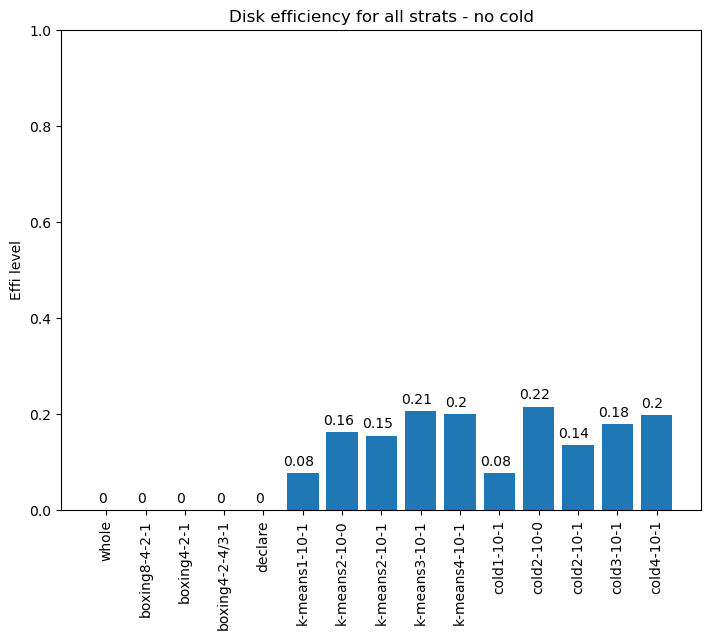 Disk efficiency for all strats - no cold
1.0
0.8
0.6
0.4
0.2
0.0
Effi level
0
0
0
0
0
0.08
0.16
0.15
0.21
0.2
0.08
0.22
0.14
0.18
0.2
whole
boxing8-4-2-1
boxing4-2-1
boxing4-2-4/3-1
declare
k-means1-10-1
k-means2-10-0
k-means2-10-1
k-means3-10-1
k-means4-10-1
cold1-10-1
cold2-10-0
cold2-10-1
cold3-10-1
cold4-10-1